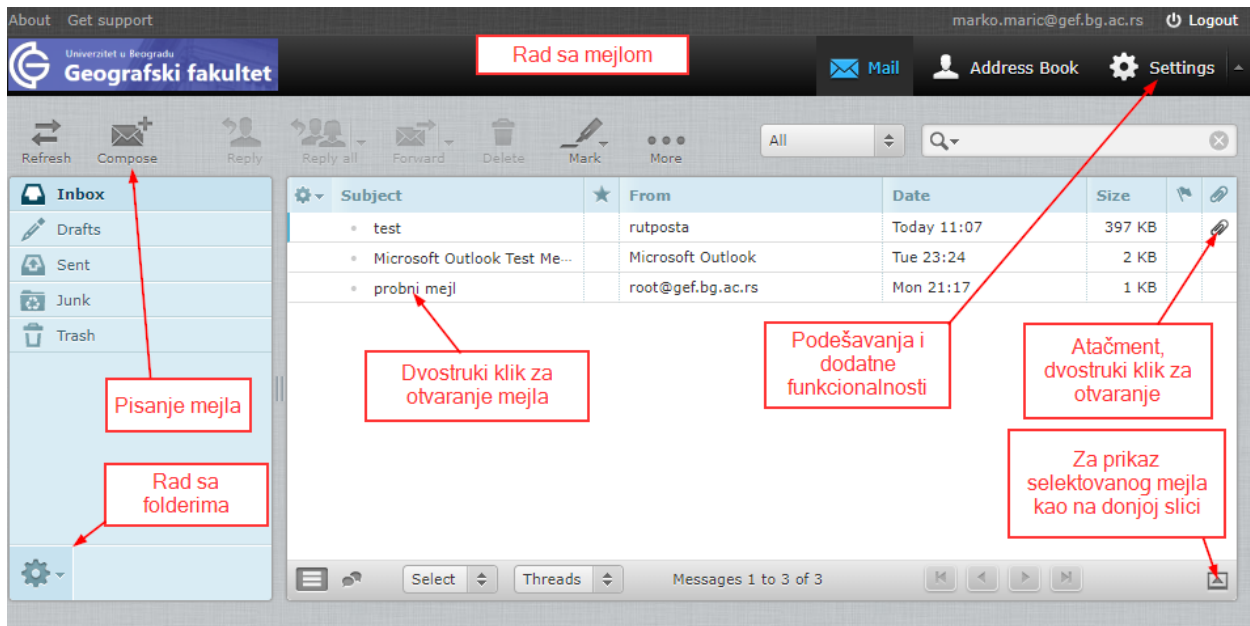 About Get support marko.maric@gef.bg.ac.rs Logout
Univerzitet u Beogradu
Geografski fakultet
Rad sa mejlom
Mail Address Book Settings
Refresh Compose Reply Reply all Forward Delete Mark More
All
Inbox
Drafts
Sent
Junk
Trash
Subject From Date Size
test rutposta Today 11:07 397 KB
Microsoft Outlook Test Me... Microsoft Outlook Tue 23:24 2 KB
probni mejl root@gef.bg.ac.rs Mon 21:17 1 KB
Pisanje mejla
Dvostruki klik za
otvaranje mejla
Podešavanja i
dodatne
funkcionalnosti
Atačment,
dvostruki klik za
otvaranje
Rad sa
folderima
Za prikaz
selektovanog mejla
kao na donjoj slici
Select Threads Messages 1 to 3 of 3